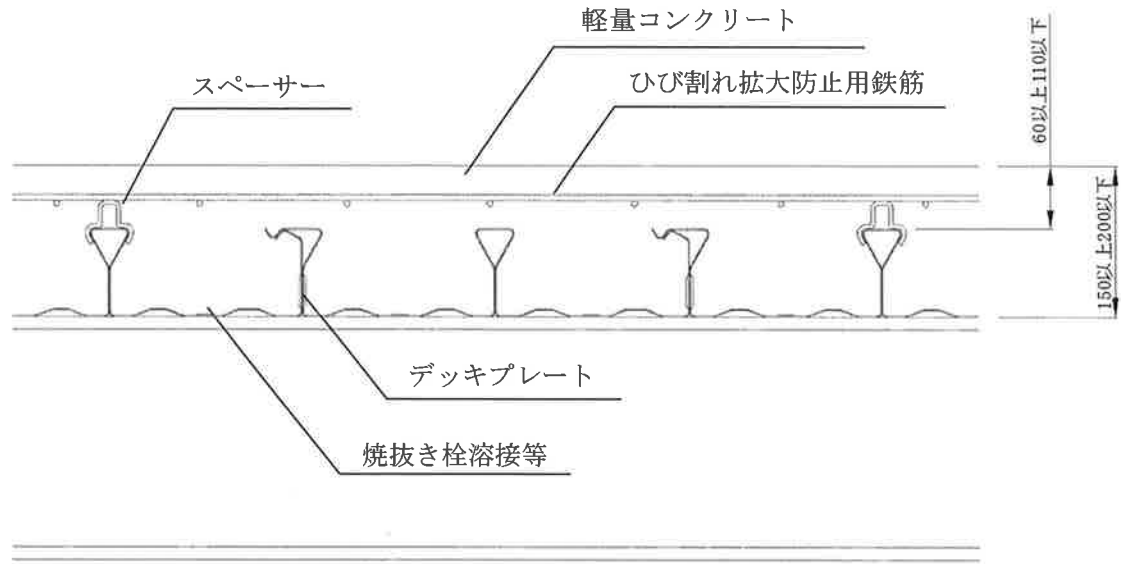 軽量コンクリート
ひび割れ拡大防止用鉄筋
スペーサー
60以上110以下
150以上200以下
デッキプレート
焼抜き栓溶接等